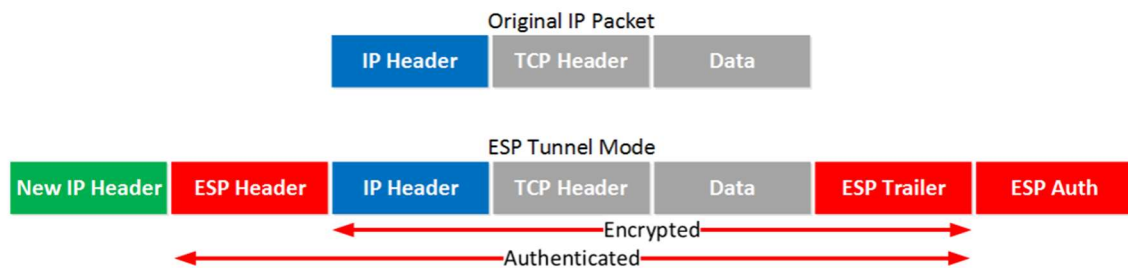 Original IP Packet
IP Header TCP Header Data
ESP Tunnel Mode
New IP Header ESP Header IP Header TCP Header Data ESP Trailer ESP Auth
Encrypted
Authenticated